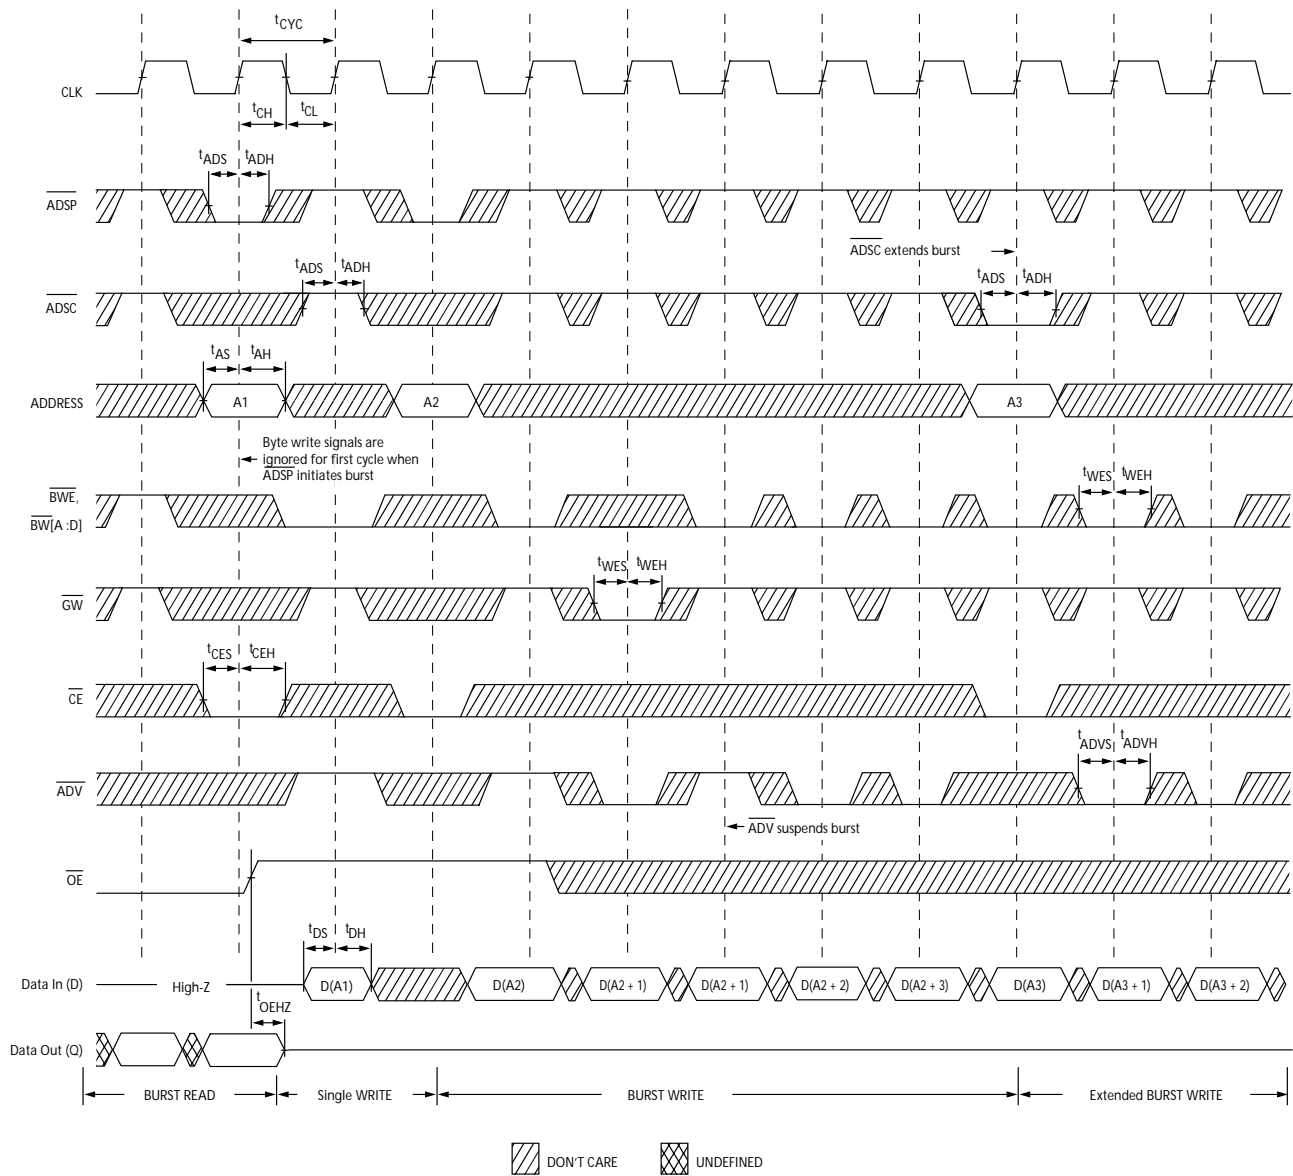 tCYC
CLK
tCH
tCL
tADS
tADH
ADSP
ADSC extends burst
tADS
tADH
tADS
tADH
ADSC
tAS
tAH
ADDRESS
A1
A2
A3
Byte write signals are
ignored for first cycle when
ADSP initiates burst
tWES
tWEH
BWE,
BW[A :D]
tWES
tWEH
GW
tCES
tCEH
CE
tADVS
tADVH
ADV
ADV suspends burst
OE
tDS
tDH
Data In (D)
High-Z
D(A1)
D(A2)
D(A2 + 1)
D(A2 + 1)
D(A2 + 2)
D(A2 + 3)
D(A3)
D(A3 + 1)
D(A3 + 2)
tOEHZ
Data Out (Q)
BURST READ
Single WRITE
BURST WRITE
Extended BURST WRITE
DON'T CARE
UNDEFINED